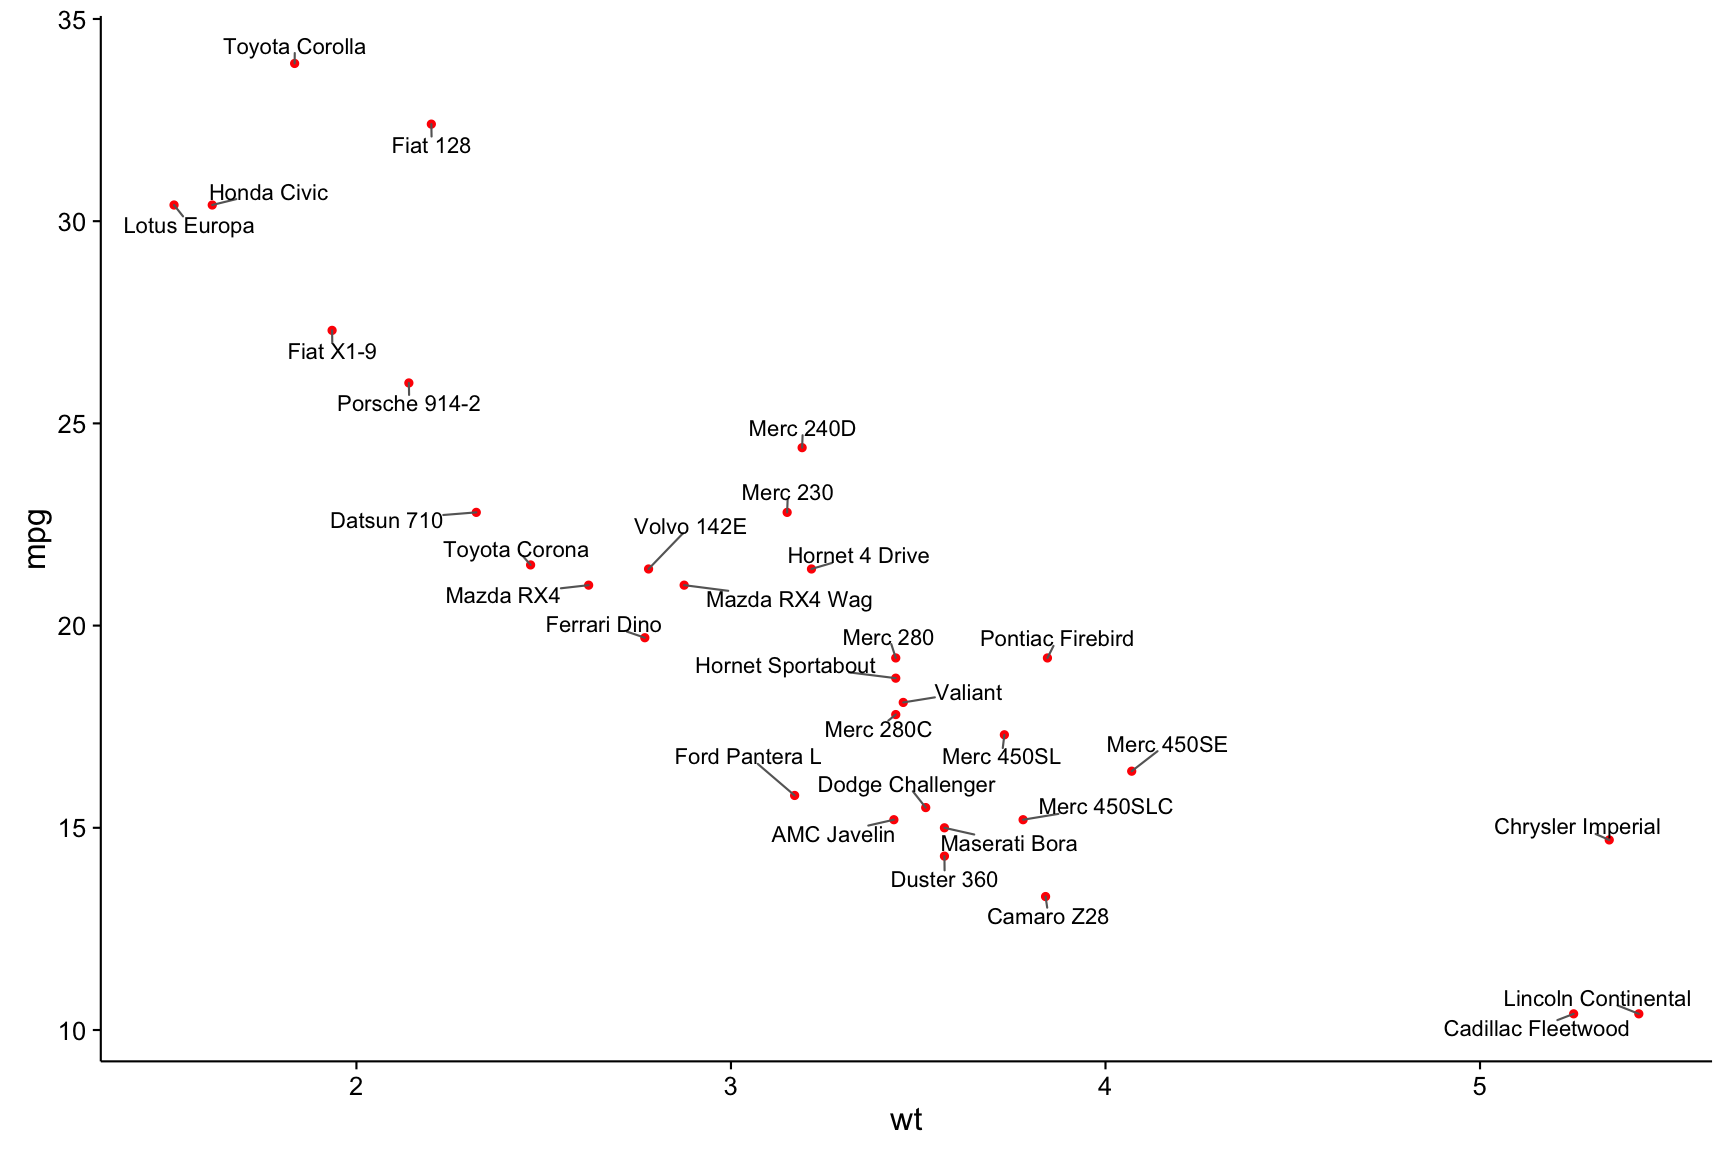 35
Toyota Corolla
Fiat 128
Honda Civic
30
Lotus Europa
Fiat X1-9
Porsche 914-2
25
Merc 240D
Merc 230
Datsun 710
Volvo 142E
mpg
Toyota Corona
Hornet 4 Drive
Mazda RX4
Mazda RX4 Wag
20
Ferrari Dino
Merc 280
Pontiac Firebird
Hornet Sportabout
Valiant
Merc 280C
Merc 450SE
Ford Pantera L
Merc 450SL
Dodge Challenger
Merc 450SLC
15
Chrysler Imperial
AMC Javelin
Maserati Bora
Duster 360
Camaro Z28
Lincoln Continental
10
Cadillac Fleetwood
2 3 4 5
wt